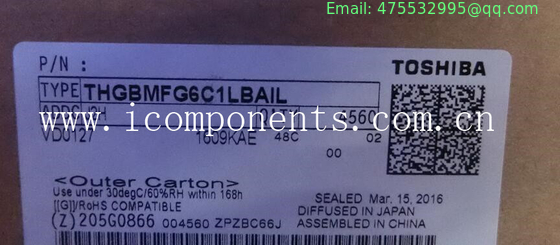 Email: 475532995@qq.com
P/N :
TOSHIBA
TYPE THGBMFG6C1LBAIL
4560
www.icomponents.com.cn
1609KAE 48C 02
00
<Outer Carton>
Use under 30degC/60%RH within 168h
[[G]]/RoHS COMPATIBLE
(Z) 205G0866 004560 ZPZBC66J
SEALED Mar. 15, 2016
DIFFUSED IN JAPAN
ASSEMBLED IN CHINA